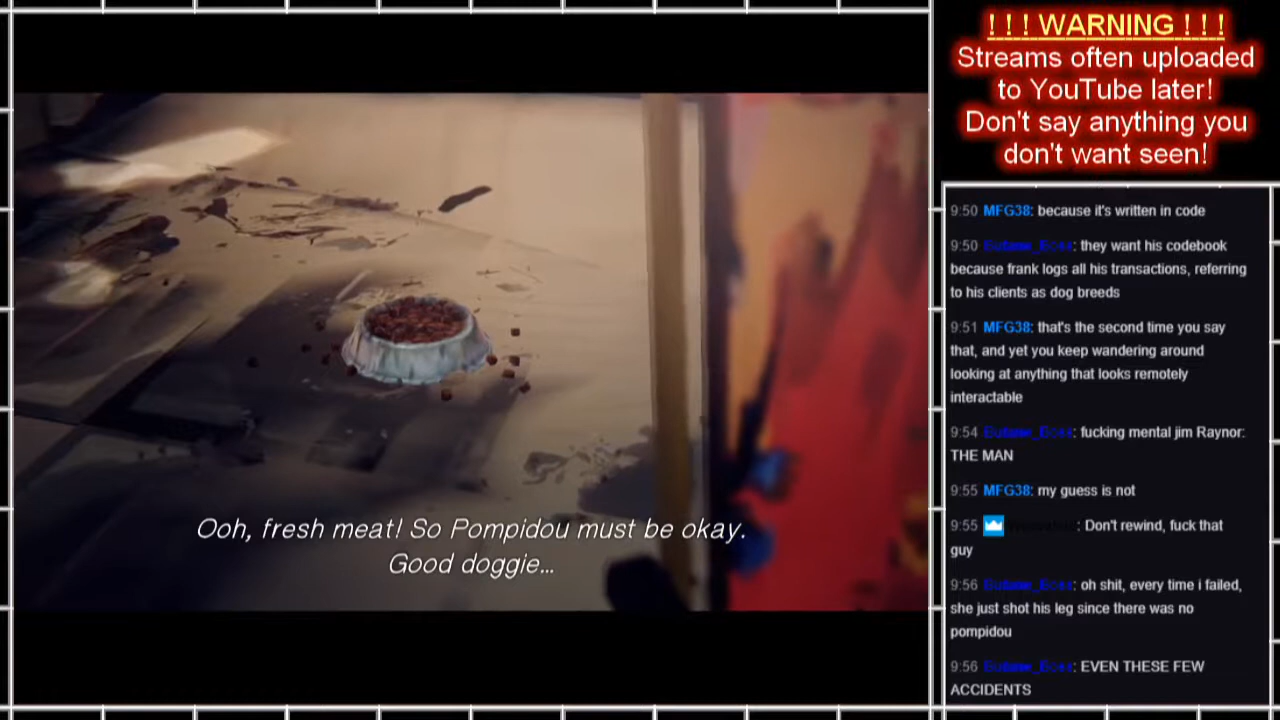 ! ! ! WARNING ! ! !
Streams often uploaded
to YouTube later!
Don't say anything you
don't want seen!
9:50 MFG38: because it's written in code
9:50 : they want his codebook
because frank logs all his transactions, referring
to his clients as dog breeds
9:51 MFG38: that's the second time you say
that, and yet you keep wandering around
looking at anything that looks remotely
interactable
9:54 : fucking mental jim Raynor:
THE MAN
9:55 MFG38: my guess is not
9:55 : Don't rewind, fuck that
guy
9:56 : oh shit, every time i failed,
she just shot his leg since there was no
pompidou
9:56 : EVEN THESE FEW
ACCIDENTS
Ooh, fresh meat! So Pompidou must be okay.
Good doggie...